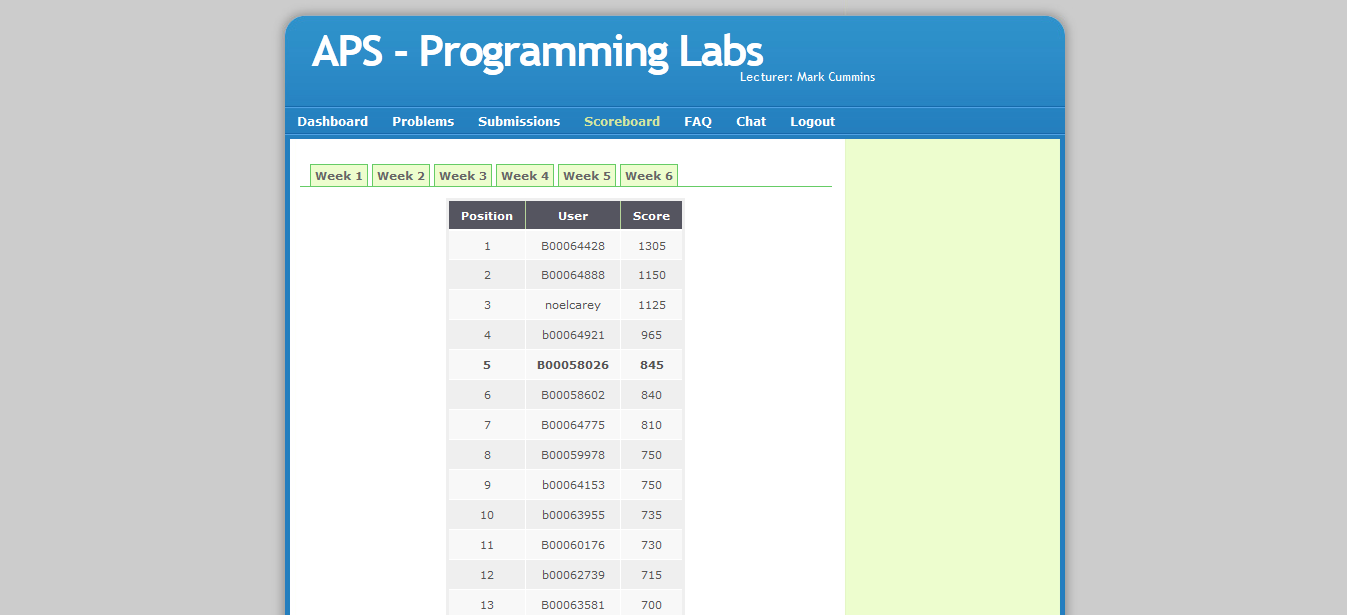 APS - Programming Labs
Lecturer: Mark Cummins
Dashboard Problems Submissions Scoreboard FAQ Chat Logout
Week 1 Week 2 Week 3 Week 4 Week 5 Week 6
Position User Score
1 B00064428 1305
2 B00064888 1150
3 noelcarey 1125
4 b00064921 965
5 B00058026 845
6 B00058602 840
7 B00064775 810
8 B00059978 750
9 b00064153 750
10 b00063955 735
11 B00060176 730
12 b00062739 715
13 B00063581 700